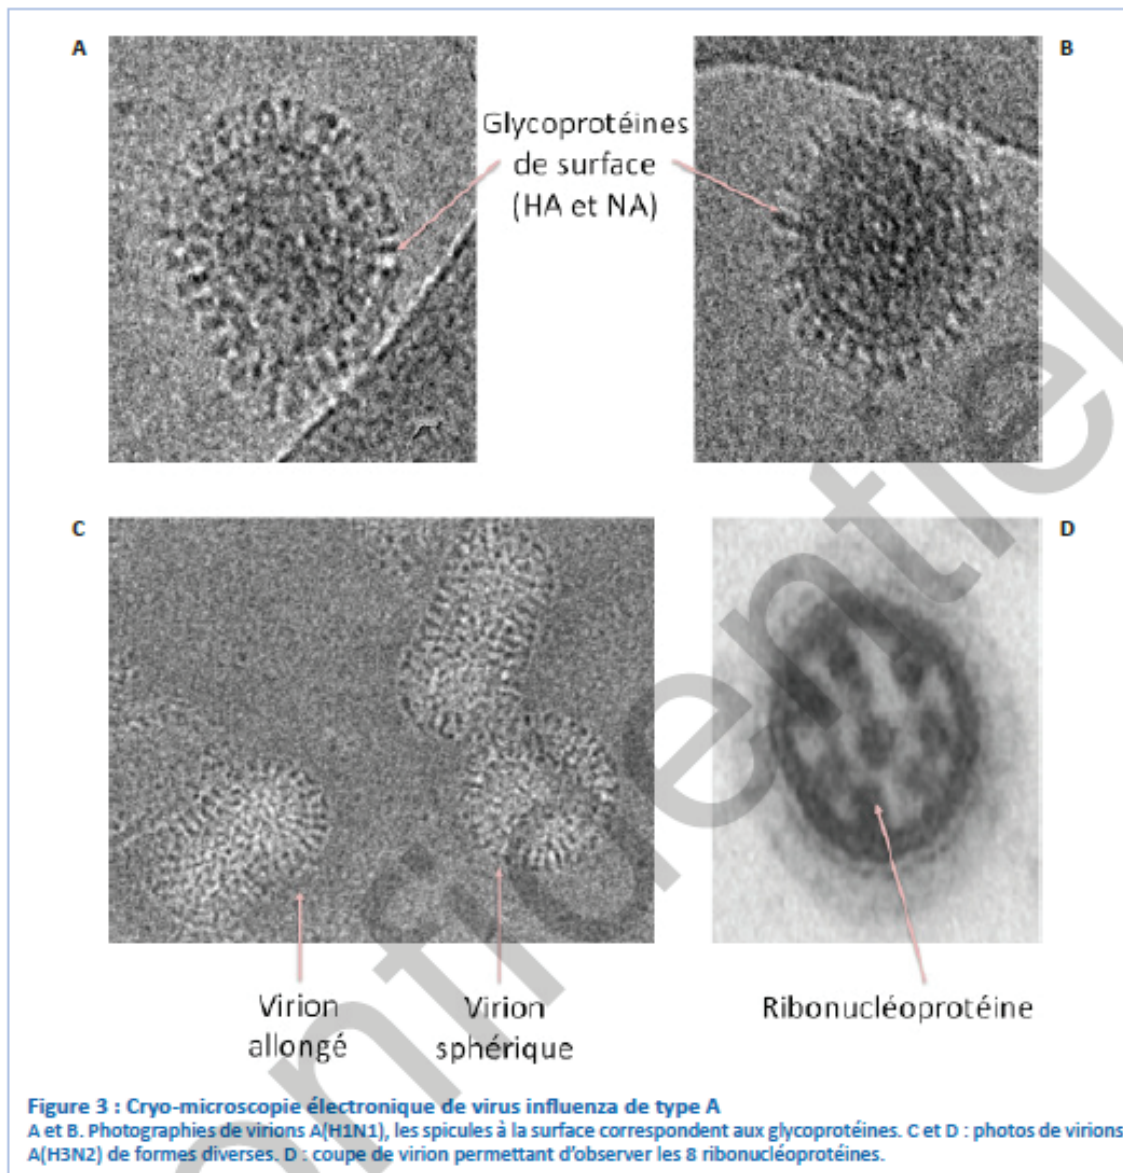 A
B
Glycoprotéines
de surface
(HA et NA)
C
D
Virion
allongé
Virion
sphérique
Ribonucléoprotéine
Figure 3 : Cryo-microscopie électronique de virus influenza de type A
A et B. Photographies de virions A(H1N1), les spicules à la surface correspondent aux glycoprotéines. C et D : photos de virions
A(H3N2) de formes diverses. D : coupe de virion permettant d'observer les 8 ribonucléoprotéines.